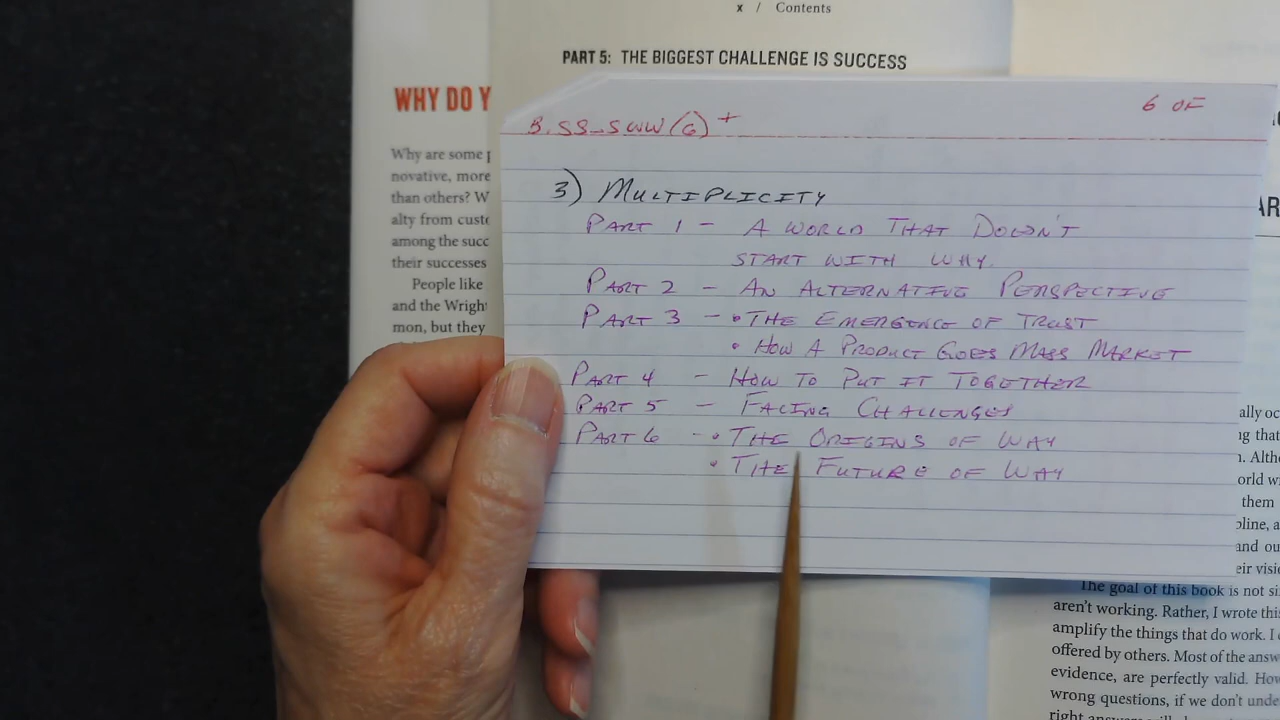 x / Contents
PART 5: THE BIGGEST CHALLENGE IS SUCCESS
WHY DO Y
Why are some p
novative, more
than others? W
alty from custo
among the succ
their successes
People like
and the Wright
mon, but they
B.SS-SWW(6)+
6 OF
3) MULTIPLICITY
PART 1 - A WORLD THAT DOESN'T
START WITH WHY.
PART 2 - AN ALTERNATIVE PERSPECTIVE
PART 3 - • THE EMERGENCE OF TRUST
• HOW A PRODUCT GOES MASS MARKET
PART 4 - HOW TO PUT IT TOGETHER
PART 5 - FACING CHALLENGES
PART 6 - • THE ORIGINS OF WAY
• THE FUTURE OF WAY
AR
ally oc
ng that
n. Alth
orld wi
them
pline, a
and ou
eir visi
The goal of this book is not si
aren't working. Rather, I wrote this
amplify the things that do work. I
offered by others. Most of the answ
evidence, are perfectly valid. How
wrong questions, if we don't unde